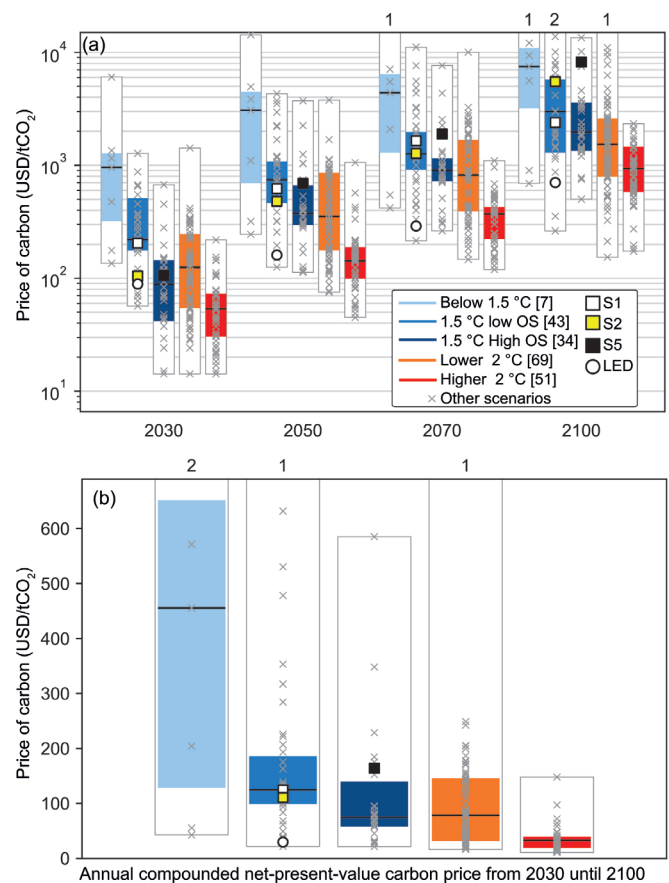 1 1 2 1
(a)
10⁴
10³
10²
10¹
Price of carbon (USD/tCO₂)
Below 1.5 °C [7]
1.5 °C low OS [43]
1.5 °C High OS [34]
Lower 2 °C [69]
Higher 2 °C [51]
Other scenarios
S1
S2
S5
LED
2030 2050 2070 2100
2 1 1
(b)
600
500
400
300
200
100
0
Price of carbon (USD/tCO₂)
Annual compounded net-present-value carbon price from 2030 until 2100